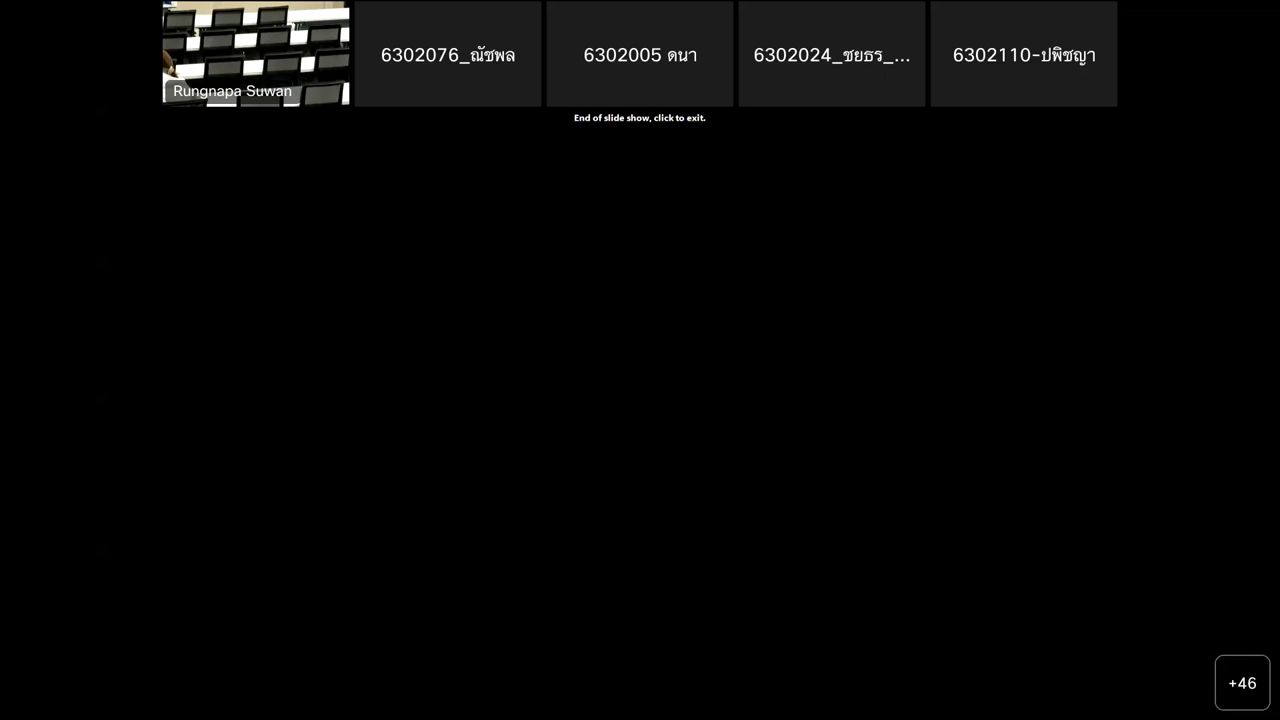 Rungnapa Suwan
6302076_ณัชพล
6302005 ดนา
6302024_ชยธร_...
6302110-ปพิชญา
End of slide show, click to exit.
+46